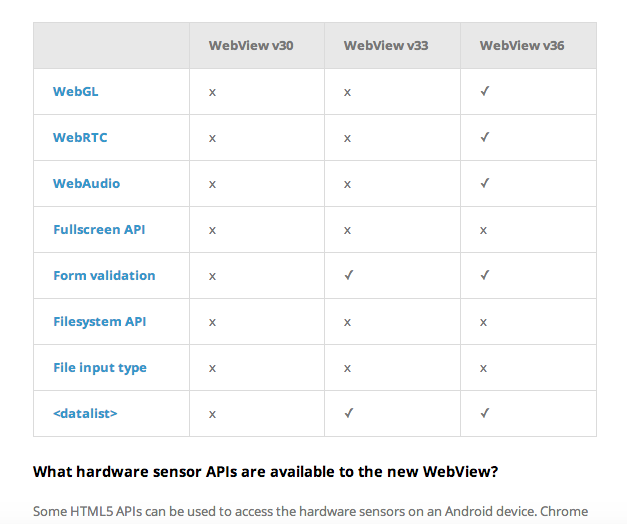 WebView v30 WebView v33 WebView v36
WebGL x x ✓
WebRTC x x ✓
WebAudio x x ✓
Fullscreen API x x x
Form validation x ✓ ✓
Filesystem API x x x
File input type x x x
<datalist> x ✓ ✓
What hardware sensor APIs are available to the new WebView?
Some HTML5 APIs can be used to access the hardware sensors on an Android device. Chrome